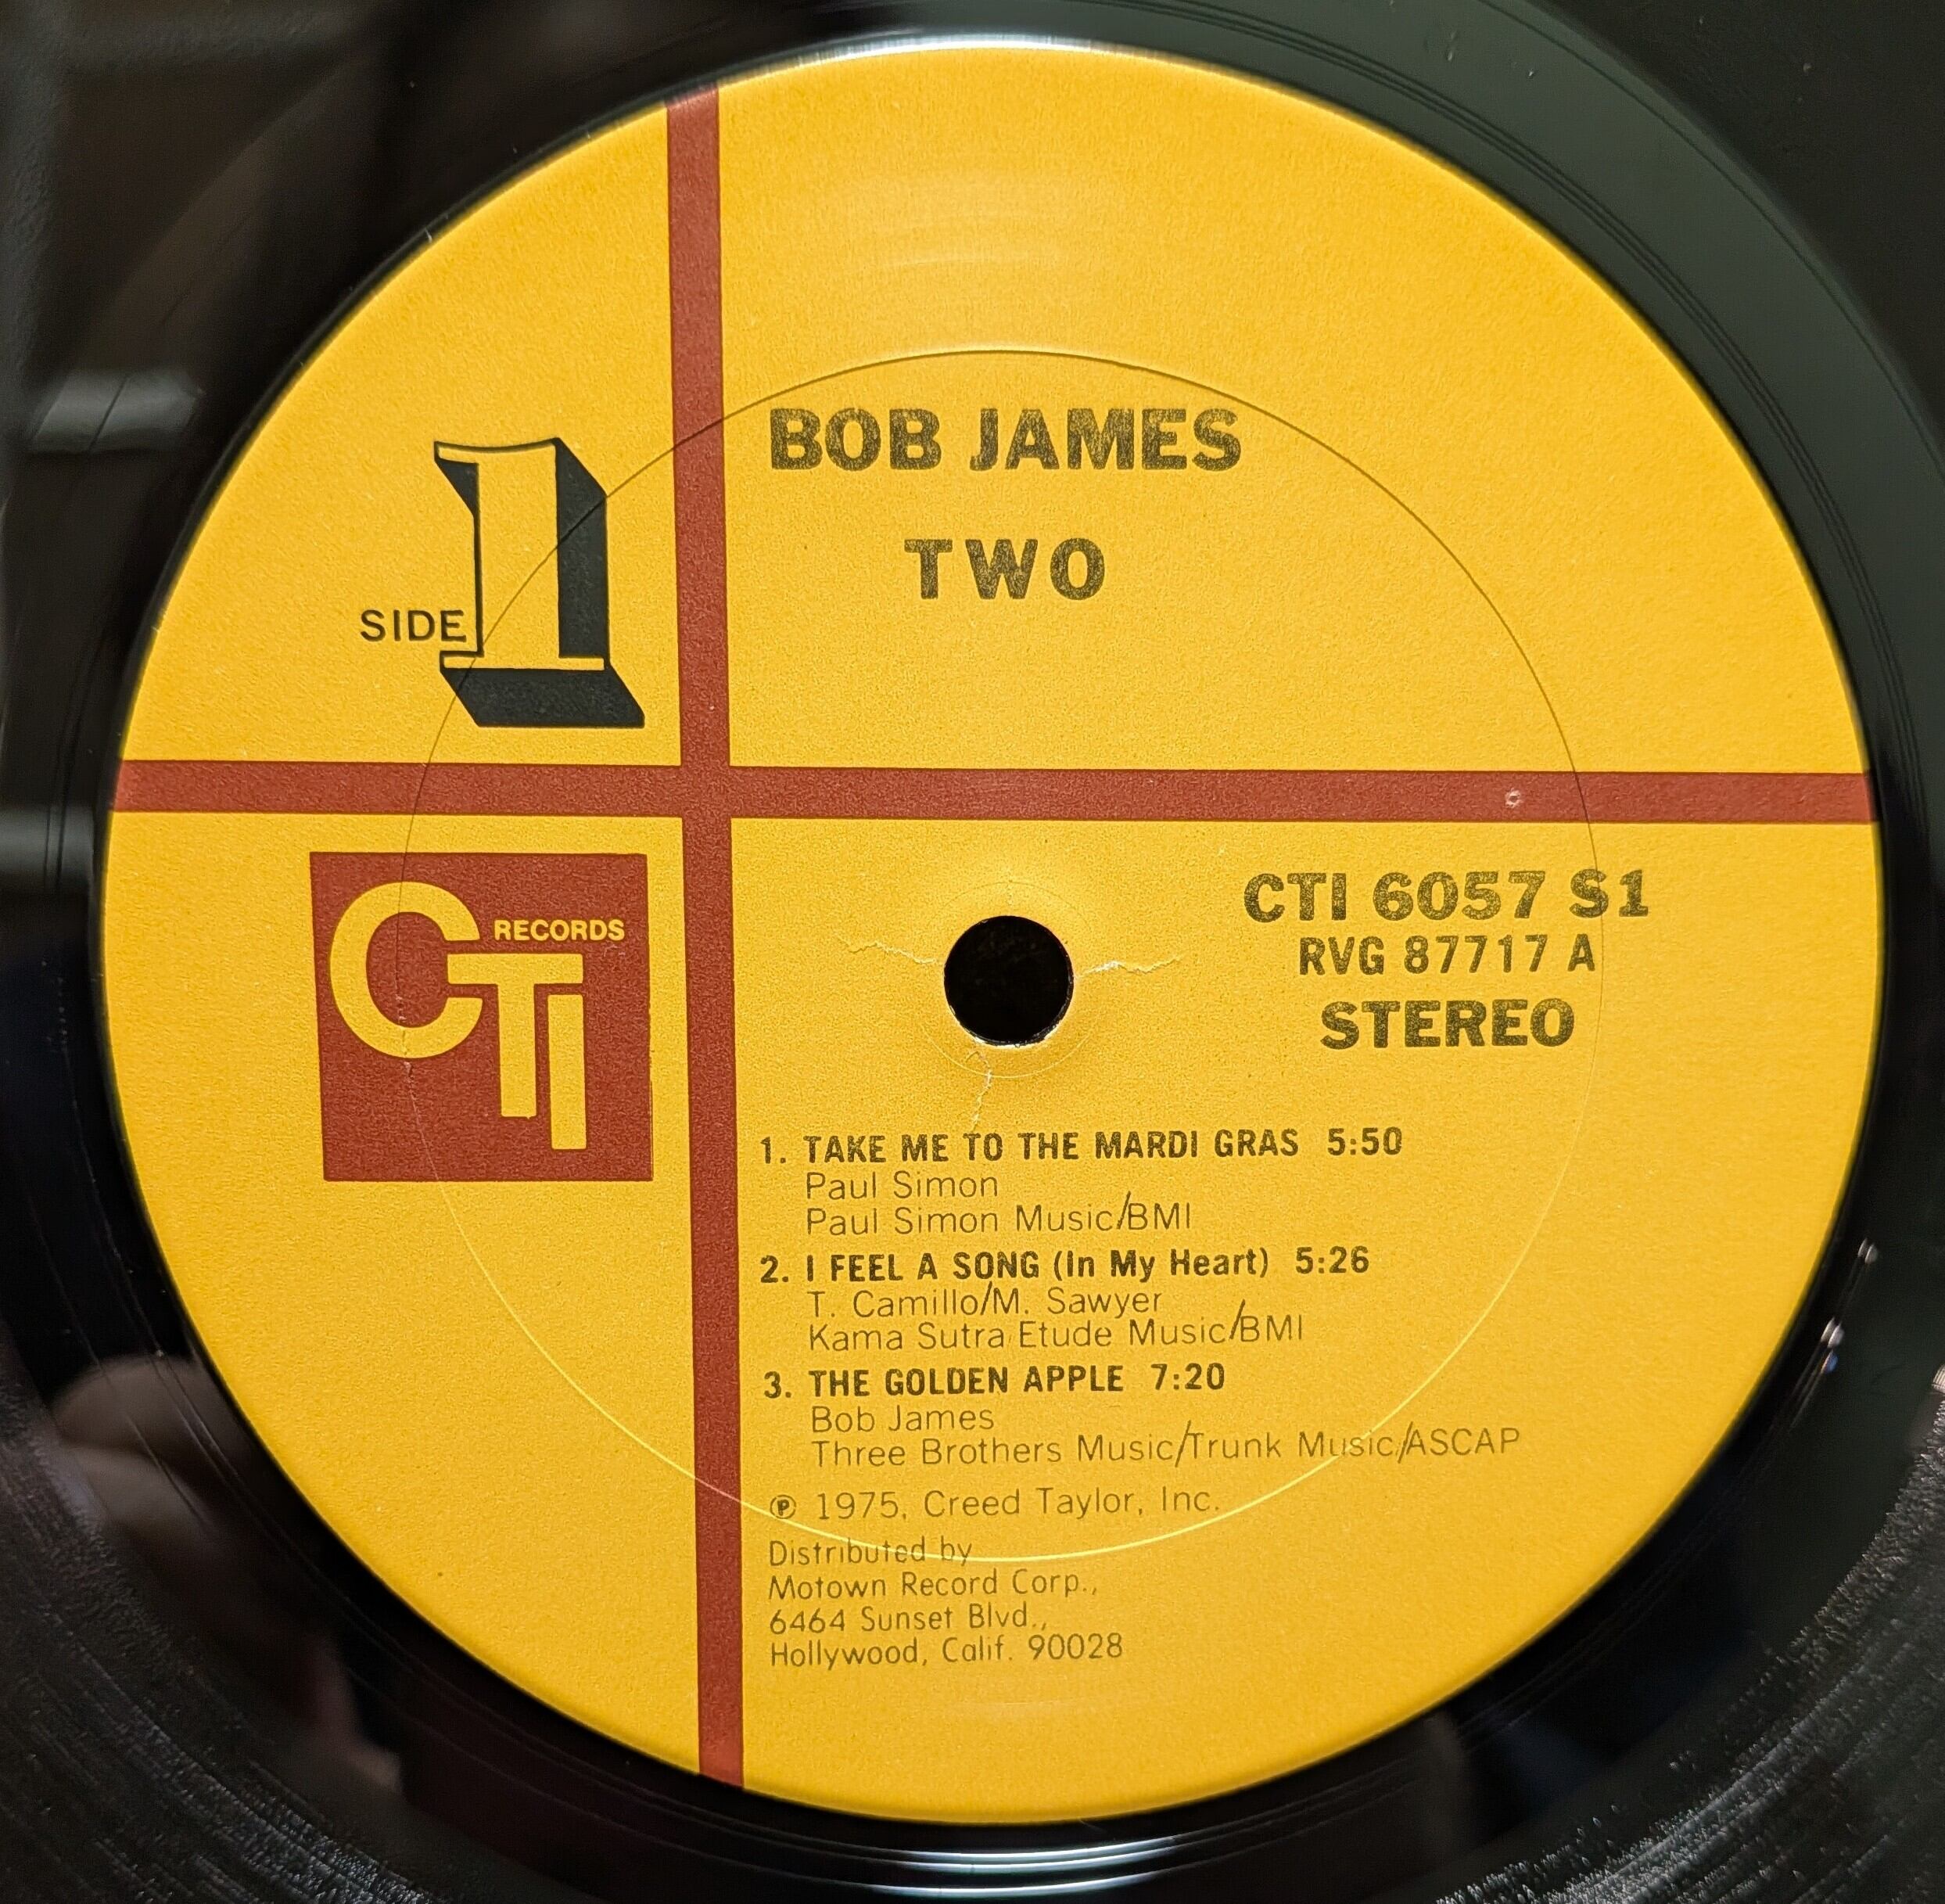 BOB JAMES
TWO
SIDE 1
CTI RECORDS
CTI 6057 S1
RVG 87717 A
STEREO
1. TAKE ME TO THE MARDI GRAS 5:50
Paul Simon
Paul Simon Music/BMI
2. I FEEL A SONG (In My Heart) 5:26
T. Camillo/M. Sawyer
Kama Sutra/Etude Music/BMI
3. THE GOLDEN APPLE 7:20
Bob James
Three Brothers Music/Trunk Music/ASCAP
℗ 1975, Creed Taylor, Inc.
Distributed by
Motown Record Corp.,
6464 Sunset Blvd.,
Hollywood, Calif. 90028